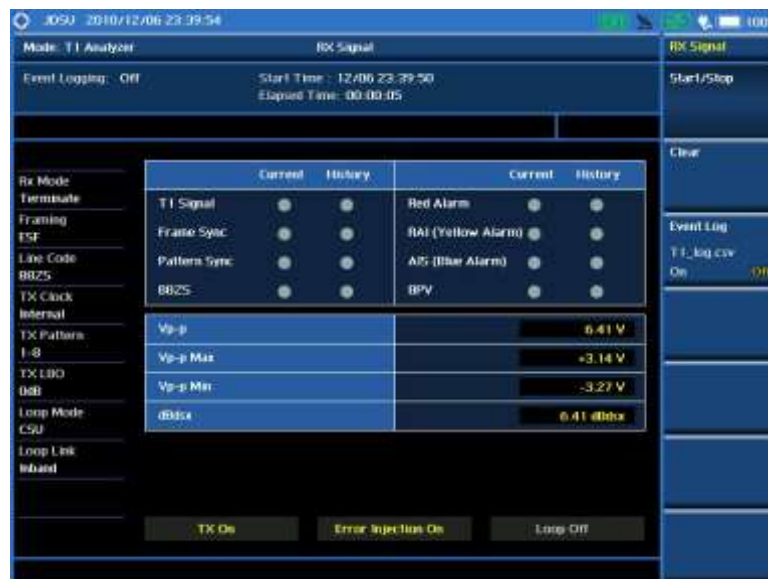 JDSU 2010/12/06 23:39:54
100
Mode: T1 Analyzer
RX Signal
RX Signal
Event Logging: Off
Start Time : 12/06 23:39:50
Elapsed Time: 00:00:05
Start/Stop
Clear
Event Log
T1_log.csv
On Off
Rx Mode
Terminate
Framing
ESF
Line Code
B8ZS
TX Clock
Internal
TX Pattern
1-8
TX LBO
0dB
Loop Mode
CSU
Loop Link
Inband
Current History Current History
T1 Signal Red Alarm
Frame Sync RAI (Yellow Alarm)
Pattern Sync AIS (Blue Alarm)
B8ZS BPV
Vp-p 6.41 V
Vp-p Max +3.14 V
Vp-p Min -3.27 V
dBdsx 6.41 dBdsx
TX On Error Injection On Loop Off